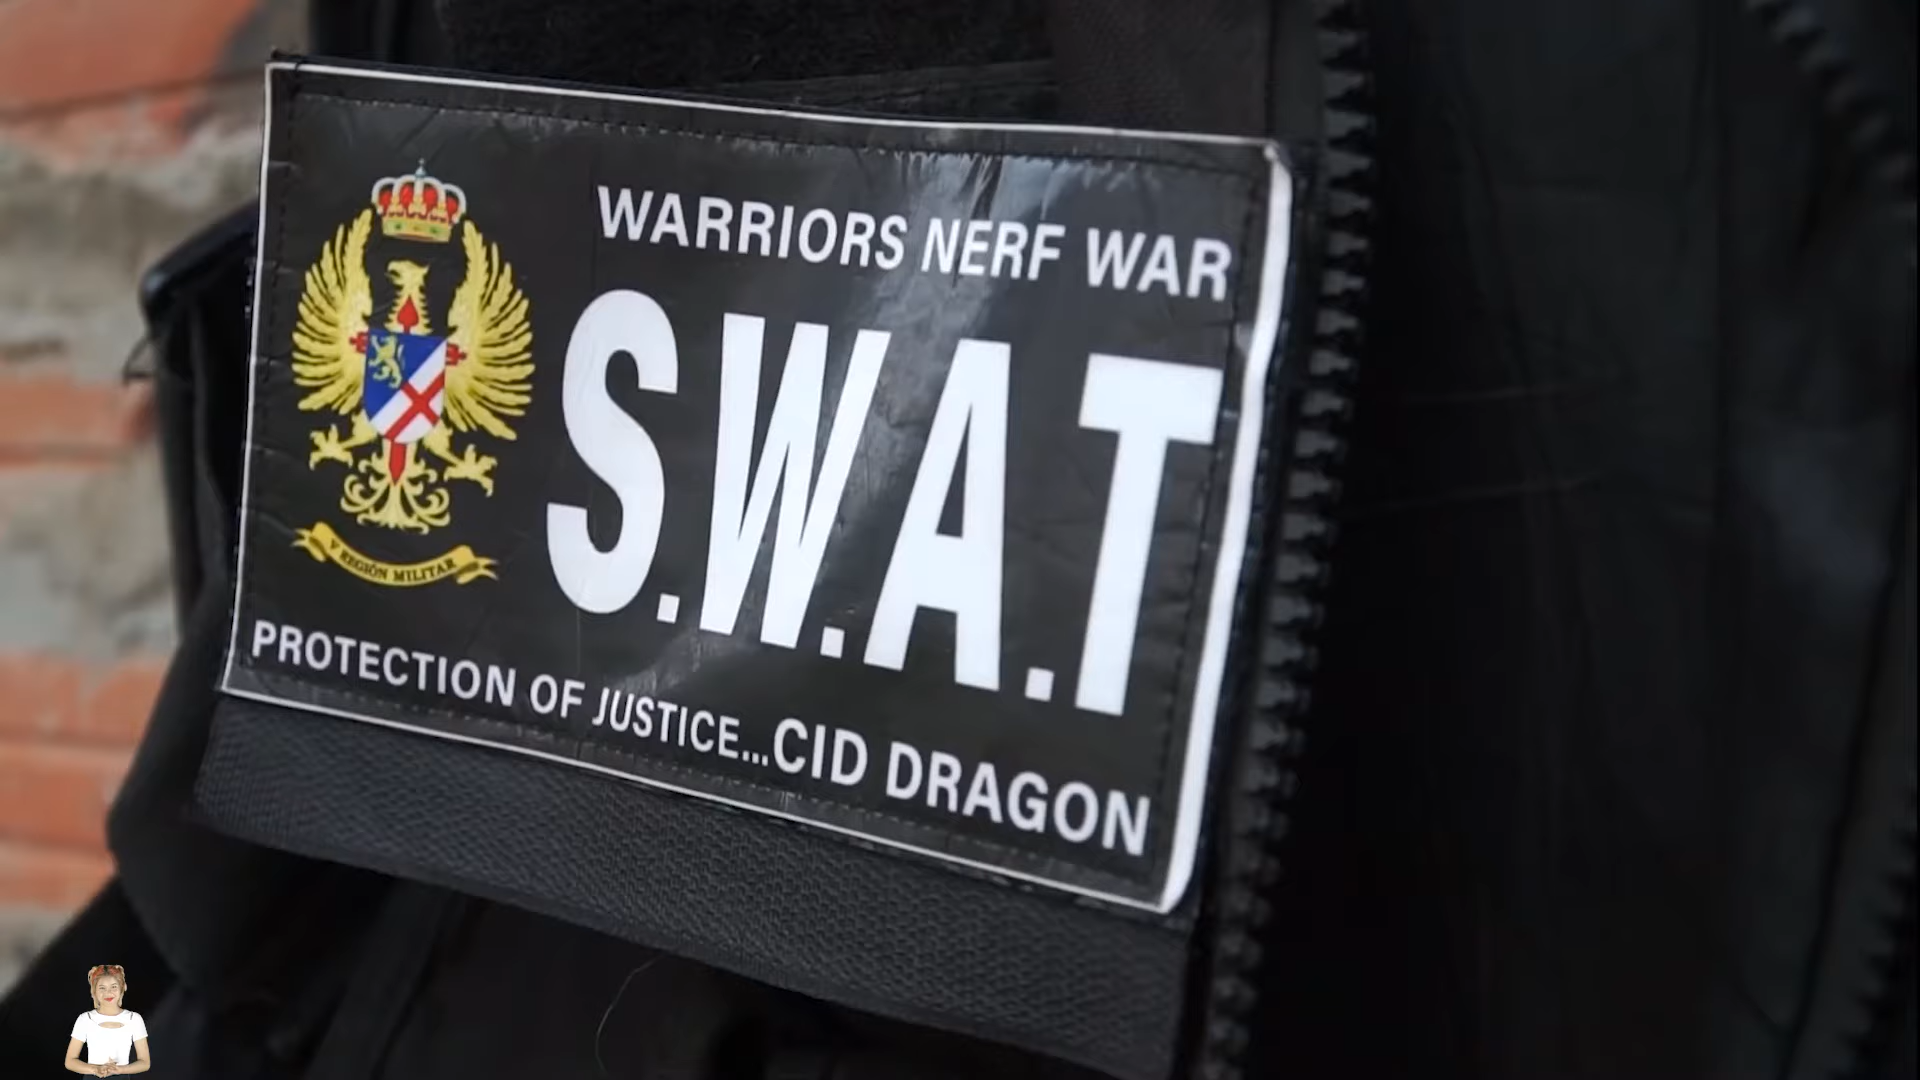 WARRIORS NERF WAR
S.W.A.T
V REGIÓN MILITAR
PROTECTION OF JUSTICE...CID DRAGON